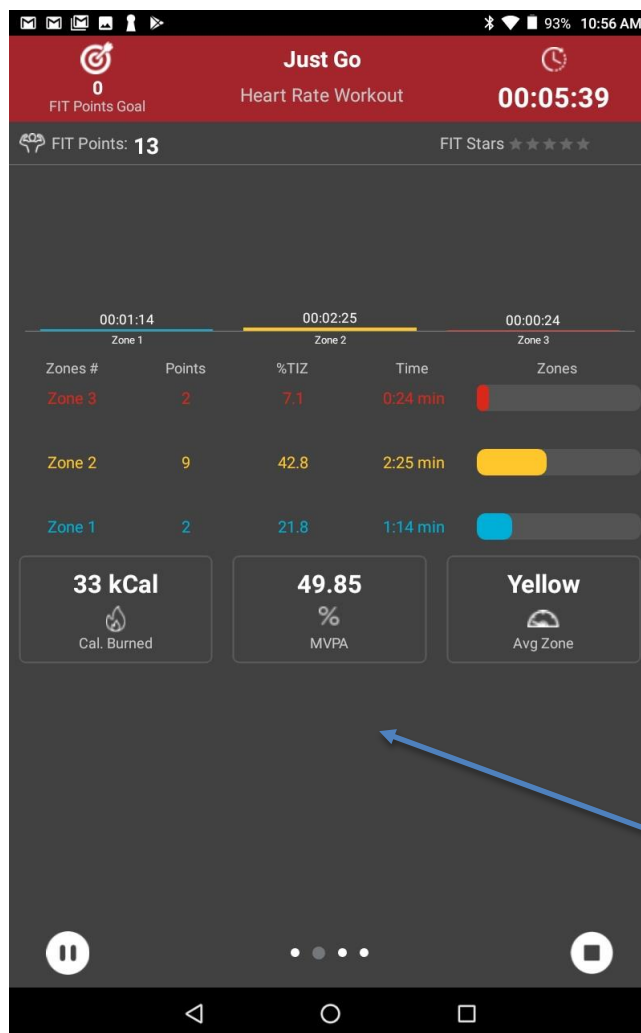 93% 10:56 AM
Just Go
0
FIT Points Goal
Heart Rate Workout
00:05:39
FIT Points: 13
FIT Stars
00:01:14 00:02:25 00:00:24
Zone 1 Zone 2 Zone 3
Zones # Points %TIZ Time Zones
Zone 3 2 7.1 0:24 min
Zone 2 9 42.8 2:25 min
Zone 1 2 21.8 1:14 min
33 kCal 49.85 Yellow
%
Cal. Burned MVPA Avg Zone